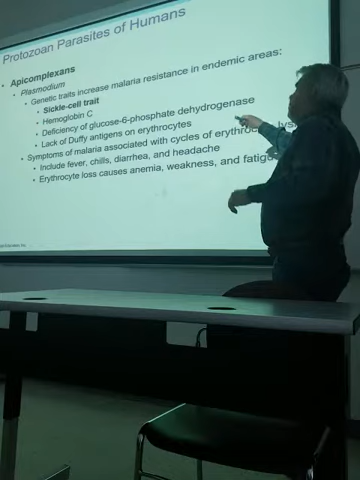 Protozoan Parasites of Humans
• Apicomplexans
• Plasmodium
• Genetic traits increase malaria resistance in endemic areas:
• Sickle-cell trait
• Hemoglobin C
• Deficiency of glucose-6-phosphate dehydrogenase
• Lack of Duffy antigens on erythrocytes
• Symptoms of malaria associated with cycles of
• Include fever, chills, diarrhea, and headache
• Erythrocyte loss causes anemia, weakness, and